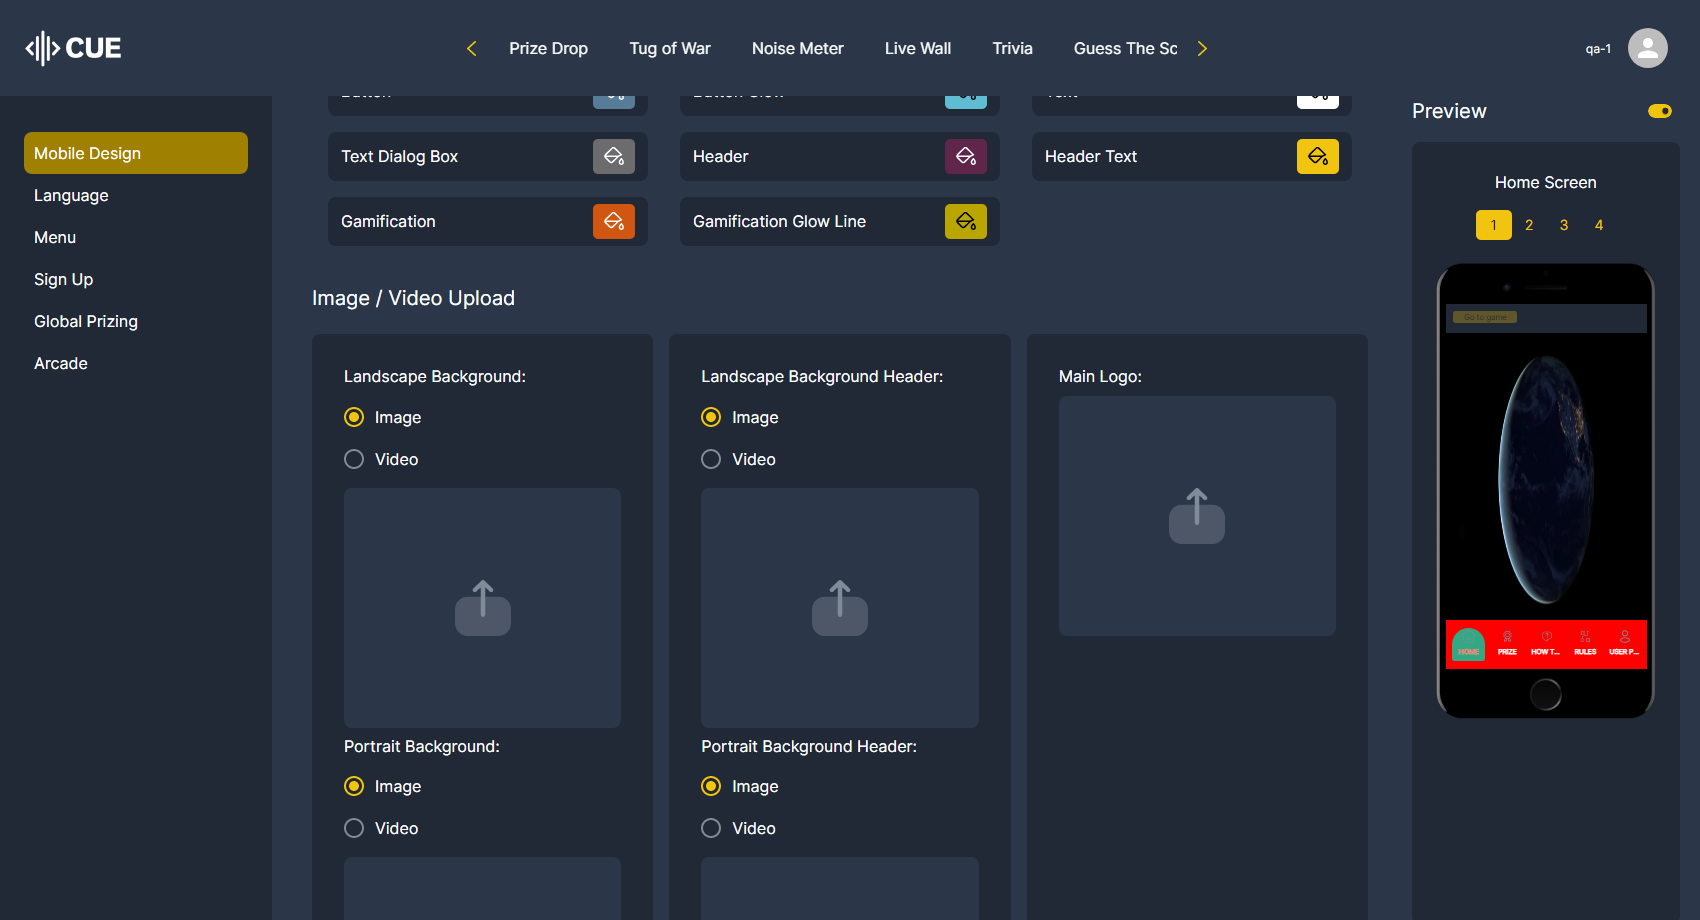 CUE
Prize Drop
Tug of War
Noise Meter
Live Wall
Trivia
Guess The Sc
qa-1
Mobile Design
Language
Menu
Sign Up
Global Prizing
Arcade
Text Dialog Box
Header
Header Text
Gamification
Gamification Glow Line
Image / Video Upload
Landscape Background:
Image
Video
Portrait Background:
Image
Video
Landscape Background Header:
Image
Video
Portrait Background Header:
Image
Video
Main Logo:
Preview
Home Screen
1 2 3 4
Go to game
HOME
PRIZE
HOW T...
RULES
USER P...